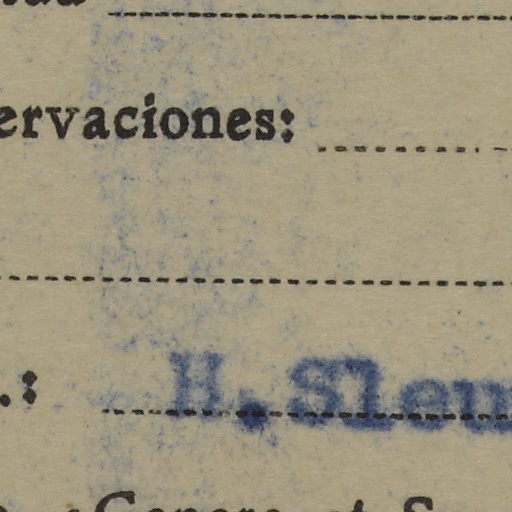 ervaciones:
.: H. Sleu